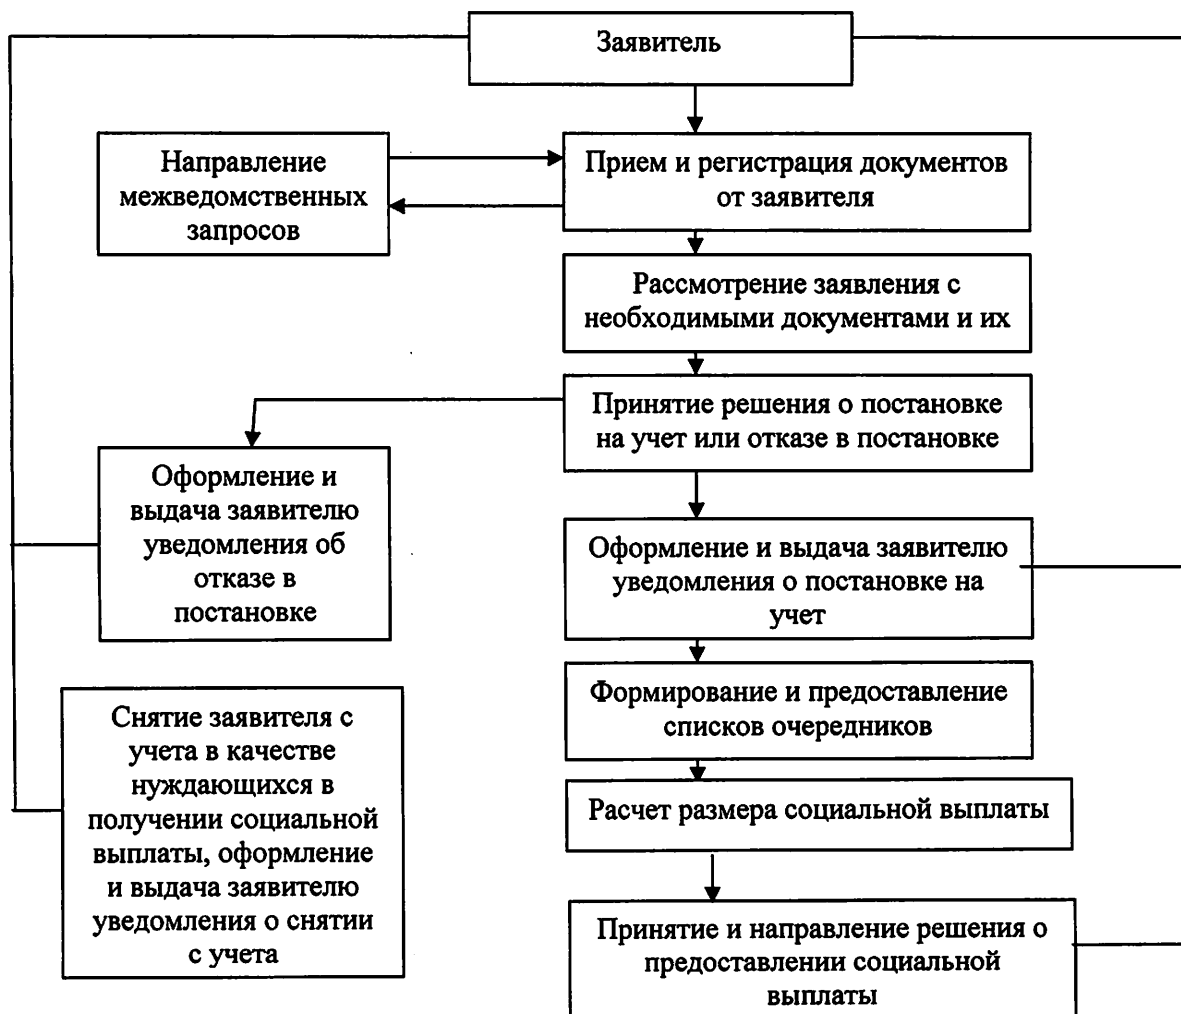 Заявитель
Направление
межведомственных
запросов
Прием и регистрация документов
от заявителя
Рассмотрение заявления с
необходимыми документами и их
Принятие решения о постановке
на учет или отказе в постановке
Оформление и
выдача заявителю
уведомления об
отказе в
постановке
Оформление и выдача заявителю
уведомления о постановке на
учет
Формирование и предоставление
списков очередников
Снятие заявителя с
учета в качестве
нуждающихся в
получении социальной
выплаты, оформление
и выдача заявителю
уведомления о снятии
с учета
Расчет размера социальной выплаты
Принятие и направление решения о
предоставлении социальной
выплаты